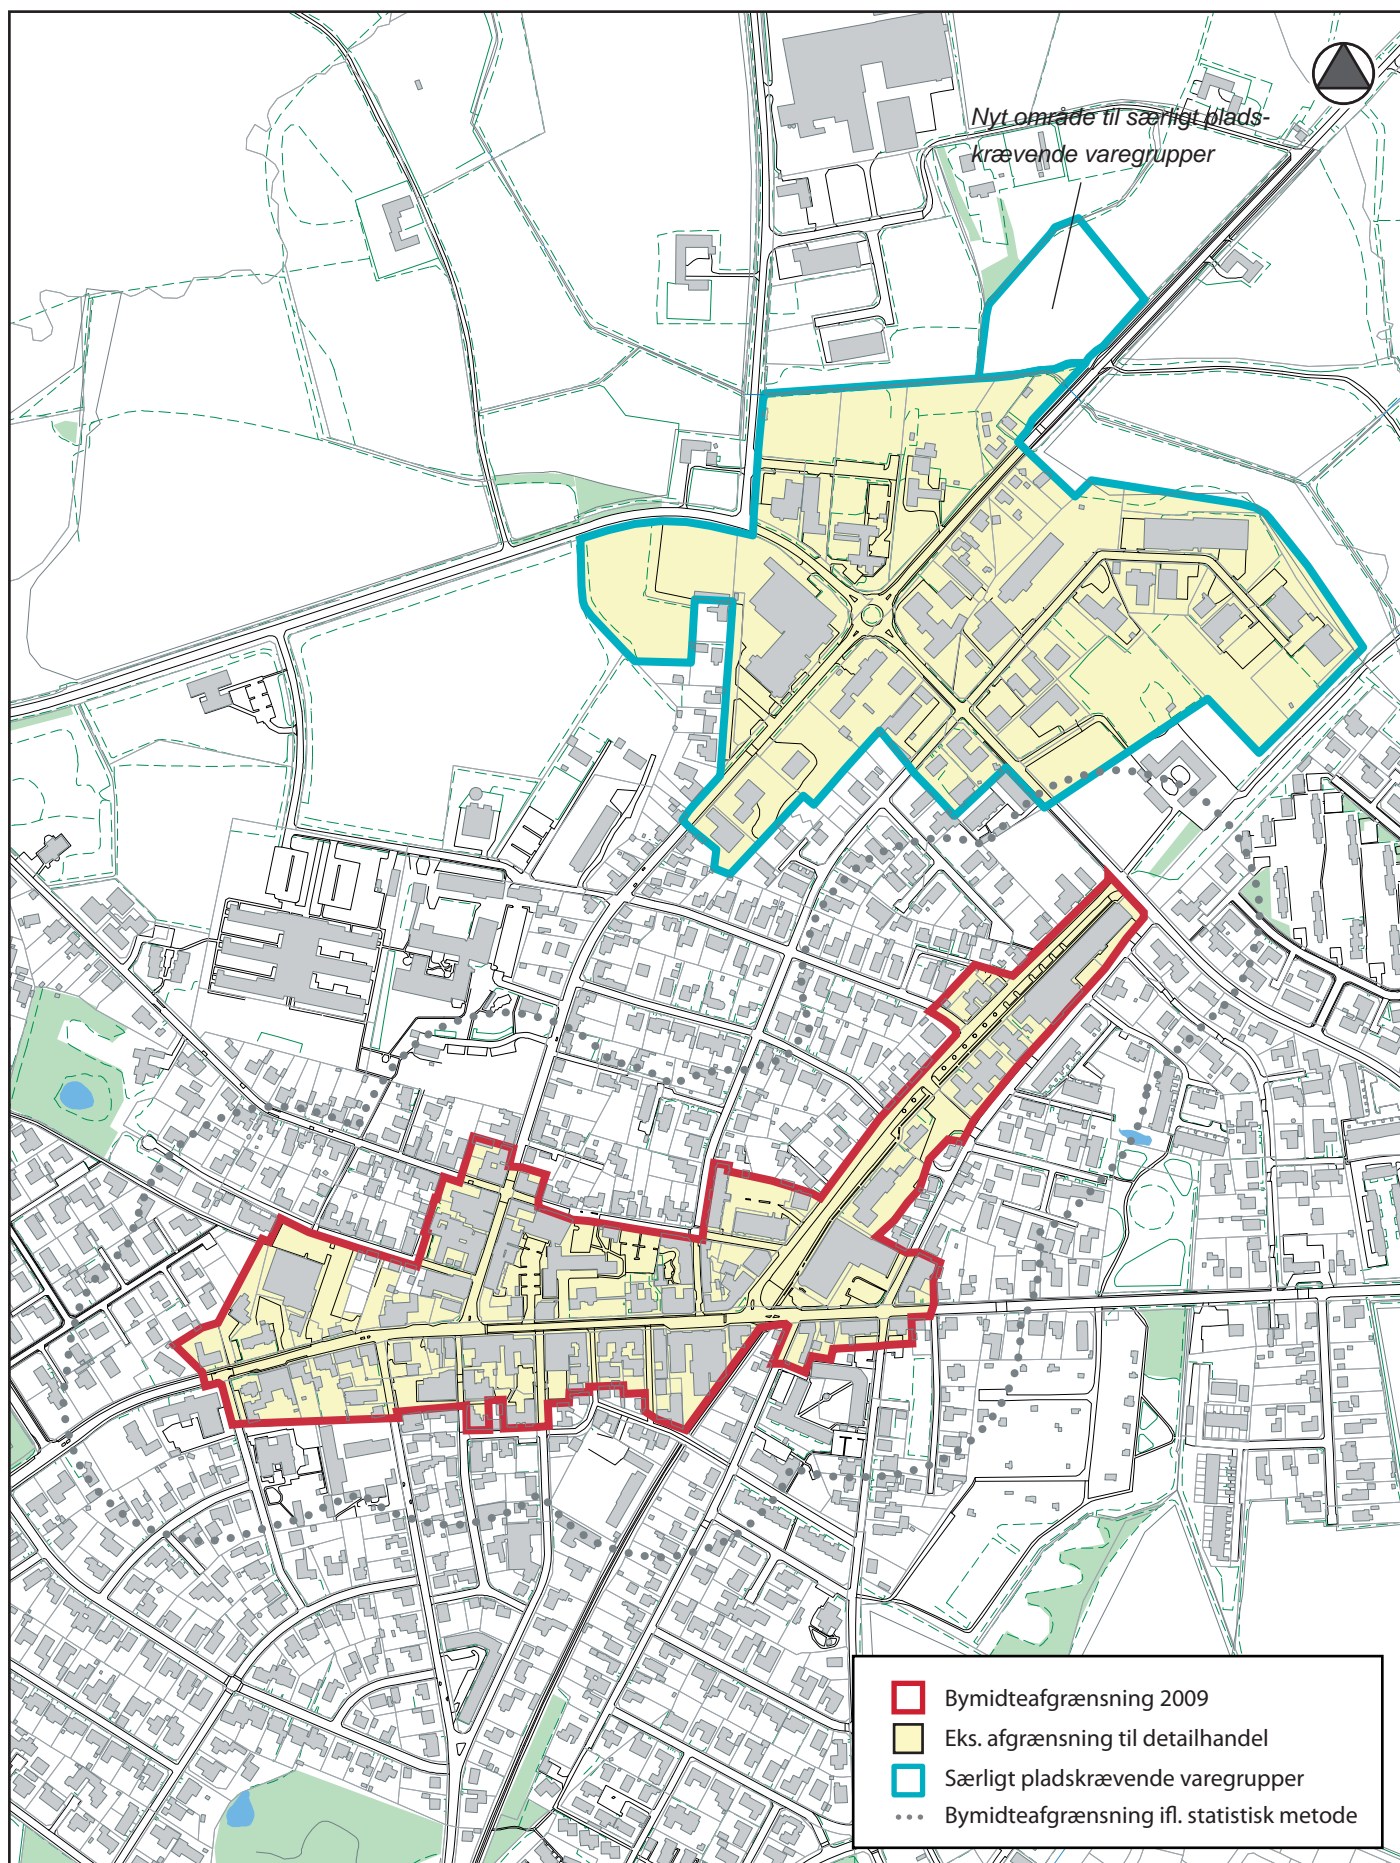 Nyt område til særligt plads-
krævende varegrupper
Bymidteafgrænsning 2009
Eks. afgrænsning til detailhandel
Særligt pladskrævende varegrupper
Bymidteafgrænsning ifl. statistisk metode